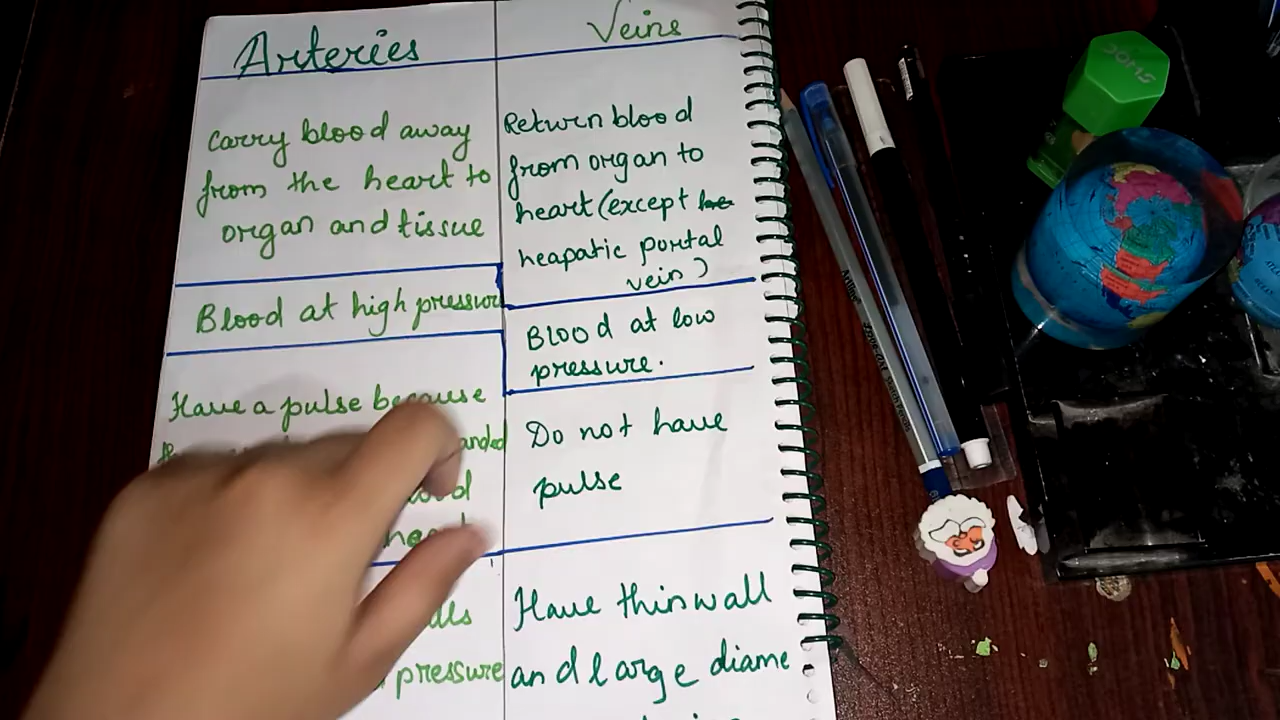 Arteries
Veins
Carry blood away
from the heart to
organ and tissue
Return blood
from organ to
heart (except
heapatic portal
vein)
Blood at high pressure
Blood at low
pressure.
Have a pulse because
Do not have
pulse
pressure
Have thin wall
and large diame